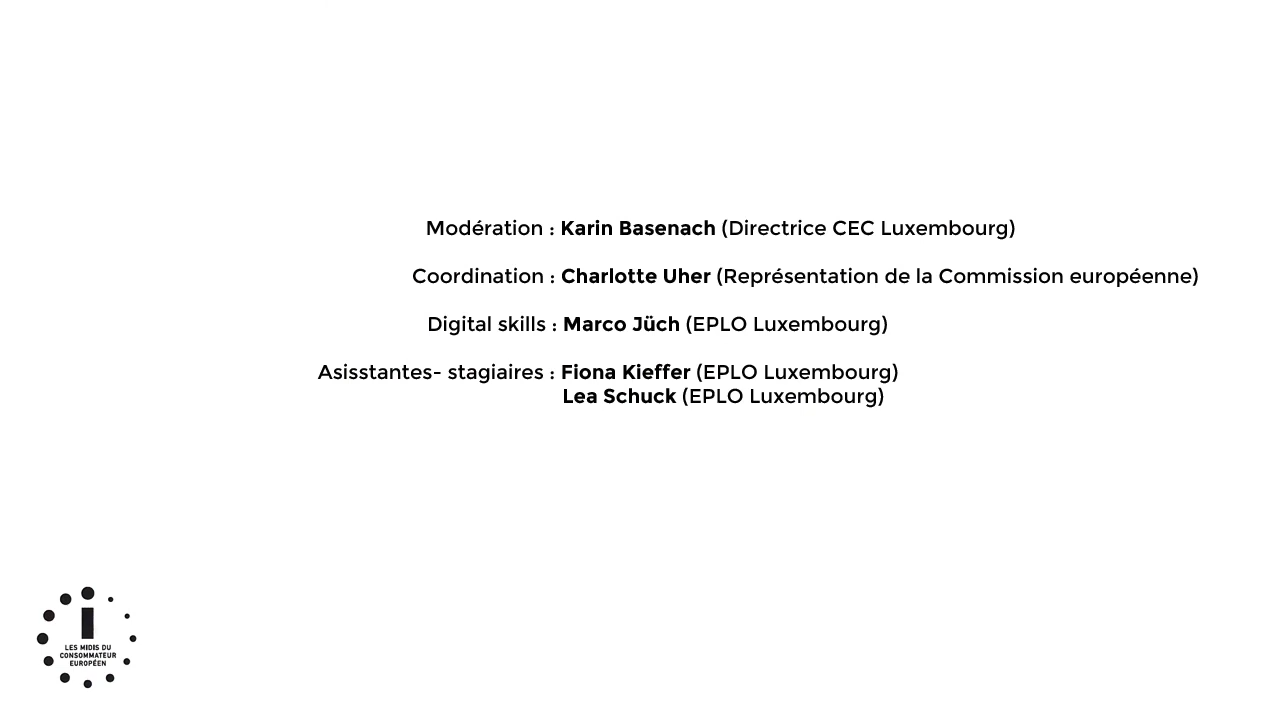 Modération : Karin Basenach (Directrice CEC Luxembourg)
Coordination : Charlotte Uher (Représentation de la Commission européenne)
Digital skills : Marco Jüch (EPLO Luxembourg)
Asisstantes- stagiaires : Fiona Kieffer (EPLO Luxembourg)
Lea Schuck (EPLO Luxembourg)
i
LES MIDIS DU
CONSOMMATEUR
EUROPÉEN